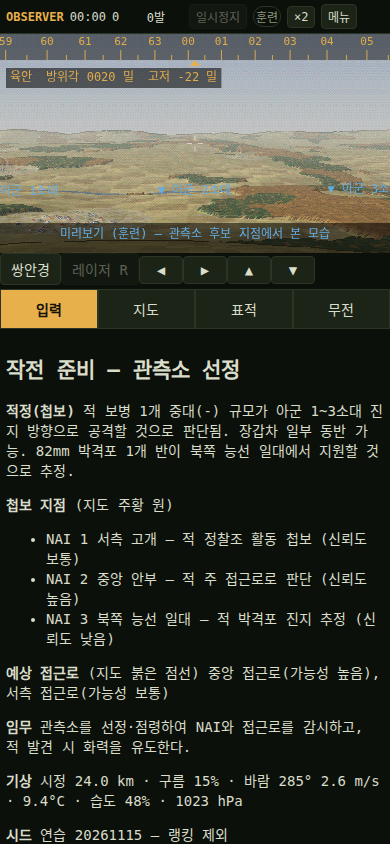 OBSERVER 00:00 0 0발 일시정지 훈련 ×2 메뉴
59 60 61 62 63 00 01 02 03 04 05
육안 방위각 0020 밀 고저 -22 밀
미리보기 (훈련) — 관측소 후보 지점에서 본 모습
쌍안경 레이저 R ◀ ▶ ▲ ▼
입력 지도 표적 무전
작전 준비 — 관측소 선정
적정(첩보) 적 보병 1개 중대(-) 규모가 아군 1~3소대 진
지 방향으로 공격할 것으로 판단됨. 장갑차 일부 동반 가
능. 82mm 박격포 1개 반이 북쪽 능선 일대에서 지원할 것
으로 추정.
첩보 지점 (지도 주황 원)
• NAI 1 서측 고개 — 적 정찰조 활동 첩보 (신뢰도
보통)
• NAI 2 중앙 안부 — 적 주 접근로로 판단 (신뢰도
높음)
• NAI 3 북쪽 능선 일대 — 적 박격포 진지 추정 (신
뢰도 낮음)
예상 접근로 (지도 붉은 점선) 중앙 접근로(가능성 높음),
서측 접근로(가능성 보통)
임무 관측소를 선정·점령하여 NAI와 접근로를 감시하고,
적 발견 시 화력을 유도한다.
기상 시정 24.0 km · 구름 15% · 바람 285° 2.6 m/s
· 9.4°C · 습도 48% · 1023 hPa
시드 연습 20261115 — 랭킹 제외